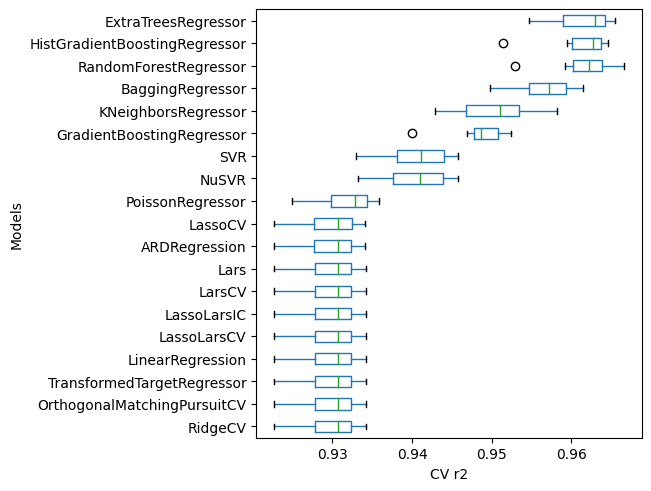 ExtraTreesRegressor
HistGradientBoostingRegressor
RandomForestRegressor
BaggingRegressor
KNeighborsRegressor
GradientBoostingRegressor
SVR
NuSVR
PoissonRegressor
LassoCV
ARDRegression
Lars
LarsCV
LassoLarsIC
LassoLarsCV
LinearRegression
TransformedTargetRegressor
OrthogonalMatchingPursuitCV
RidgeCV
Models
0.93 0.94 0.95 0.96
CV r2